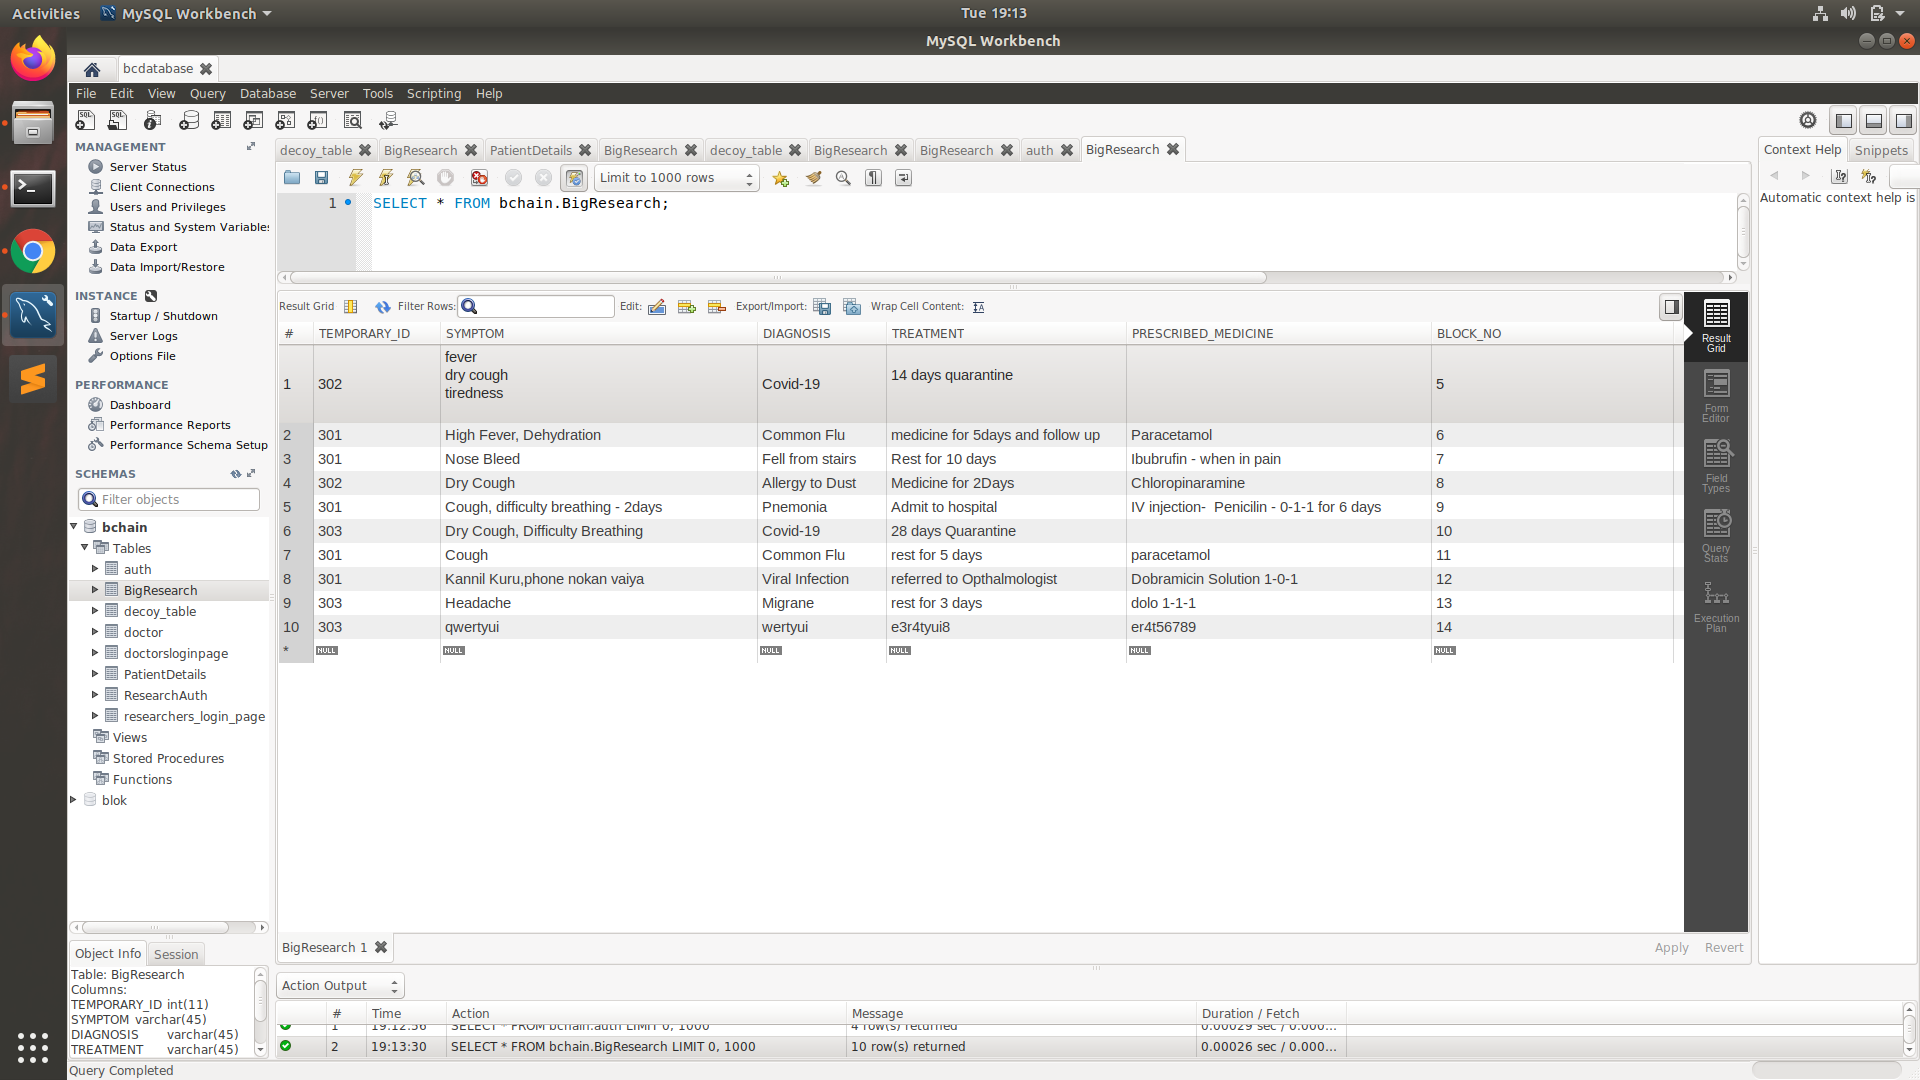 Activities MySQL Workbench Tue 19:13
MySQL Workbench
bcdatabase
File Edit View Query Database Server Tools Scripting Help
MANAGEMENT
Server Status
Client Connections
Users and Privileges
Status and System Variables
Data Export
Data Import/Restore
INSTANCE
Startup / Shutdown
Server Logs
Options File
PERFORMANCE
Dashboard
Performance Reports
Performance Schema Setup
SCHEMAS
Filter objects
bchain
Tables
auth
BigResearch
decoy_table
doctor
doctorsloginpage
PatientDetails
ResearchAuth
researchers_login_page
Views
Stored Procedures
Functions
blok
Object Info Session
Table: BigResearch
Columns:
TEMPORARY_ID int(11)
SYMPTOM varchar(45)
DIAGNOSIS varchar(45)
TREATMENT varchar(45)
Query Completed
decoy_table BigResearch PatientDetails BigResearch decoy_table BigResearch BigResearch auth BigResearch
Limit to 1000 rows
1 SELECT * FROM bchain.BigResearch;
Result Grid Filter Rows: Edit: Export/Import: Wrap Cell Content:
# TEMPORARY_ID SYMPTOM DIAGNOSIS TREATMENT PRESCRIBED_MEDICINE BLOCK_NO
fever
dry cough
tiredness
1 302 Covid-19 14 days quarantine 5
2 301 High Fever, Dehydration Common Flu medicine for 5days and follow up Paracetamol 6
3 301 Nose Bleed Fell from stairs Rest for 10 days Ibubrufin - when in pain 7
4 302 Dry Cough Allergy to Dust Medicine for 2Days Chloropinaramine 8
5 301 Cough, difficulty breathing - 2days Pnemonia Admit to hospital IV injection- Penicilin - 0-1-1 for 6 days 9
6 303 Dry Cough, Difficulty Breathing Covid-19 28 days Quarantine 10
7 301 Cough Common Flu rest for 5 days paracetamol 11
8 301 Kannil Kuru,phone nokan vaiya Viral Infection referred to Opthalmologist Dobramicin Solution 1-0-1 12
9 303 Headache Migrane rest for 3 days dolo 1-1-1 13
10 303 qwertyui wertyui e3r4tyui8 er4t56789 14
* NULL NULL NULL NULL NULL NULL
Result
Grid
Form
Editor
Field
Types
Query
Stats
Execution
Plan
BigResearch 1 Apply Revert
Action Output
# Time Action Message Duration / Fetch
1 19:12:56 SELECT * FROM bchain.auth LIMIT 0, 1000 4 row(s) returned 0.00029 sec / 0.000...
2 19:13:30 SELECT * FROM bchain.BigResearch LIMIT 0, 1000 10 row(s) returned 0.00026 sec / 0.000...
Context Help Snippets
Automatic context help is